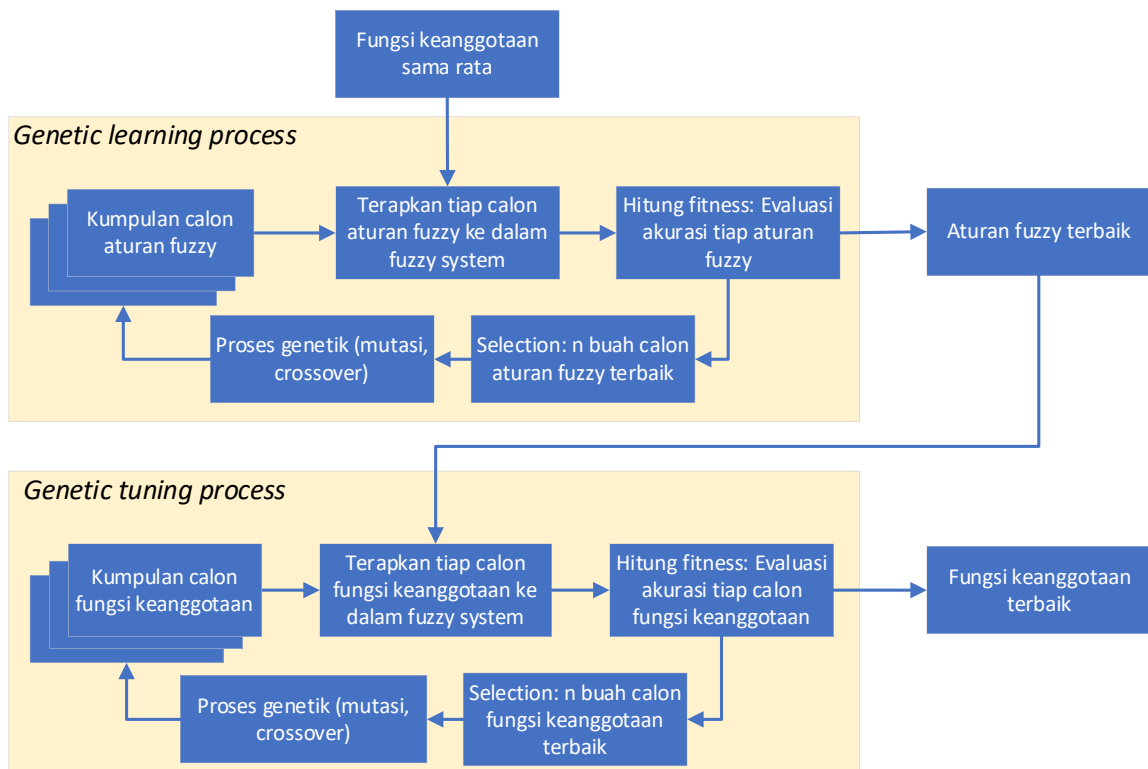 Fungsi keanggotaan
sama rata
Genetic learning process
Kumpulan calon
aturan fuzzy
Terapkan tiap calon
aturan fuzzy ke dalam
fuzzy system
Hitung fitness: Evaluasi
akurasi tiap aturan
fuzzy
Aturan fuzzy terbaik
Proses genetik (mutasi,
crossover)
Selection: n buah calon
aturan fuzzy terbaik
Genetic tuning process
Kumpulan calon
fungsi keanggotaan
Terapkan tiap calon
fungsi keanggotaan ke
dalam fuzzy system
Hitung fitness: Evaluasi
akurasi tiap calon
fungsi keanggotaan
Fungsi keanggotaan
terbaik
Proses genetik (mutasi,
crossover)
Selection: n buah calon
fungsi keanggotaan
terbaik